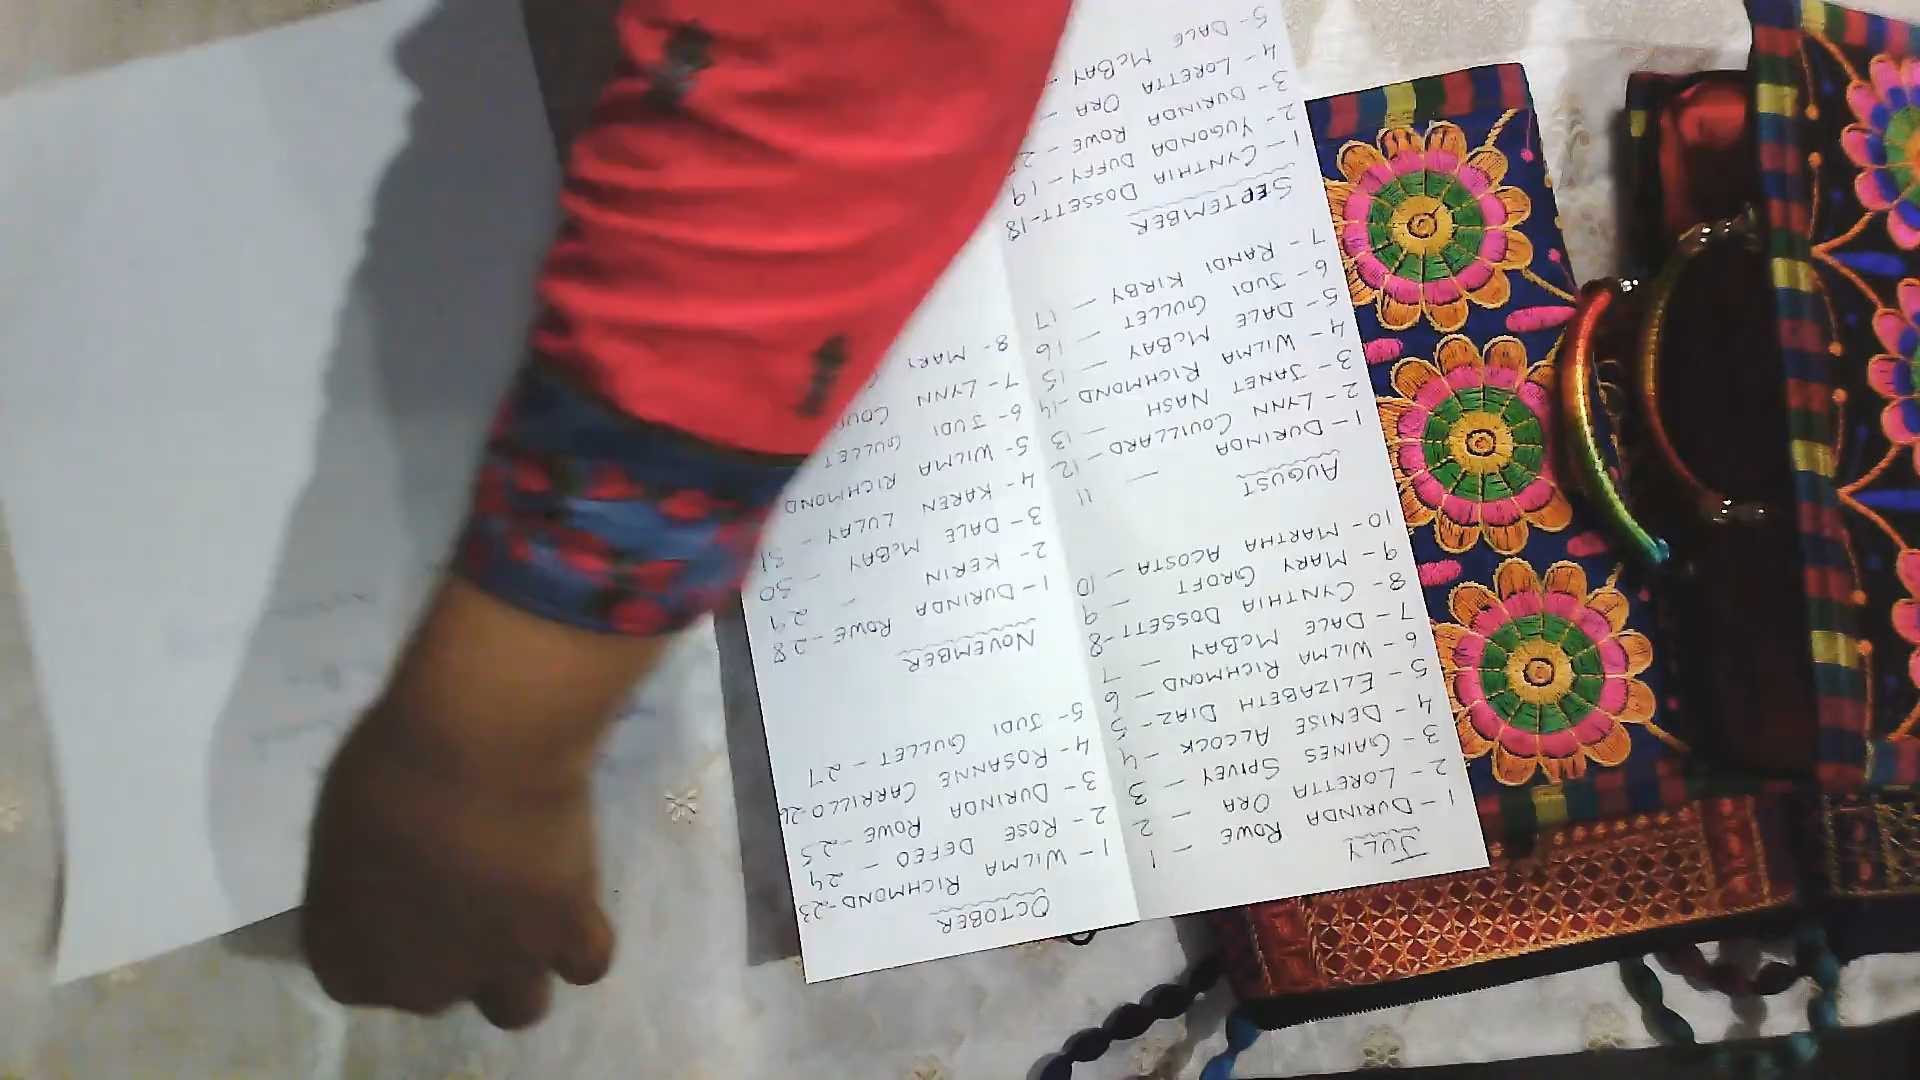 JULY
1 - DURINDA ROWE - 1
2 - LORETTA ORA - 2
3 - GAINES SPIVEY - 3
4 - DENISE ALCOCK - 4
5 - ELIZABETH DIAZ - 5
6 - WILMA RICHMOND - 6
7 - DALE McBAY - 7
8 - CYNTHIA DOSSETT - 8
9 - MARY GROFT - 9
10 - MARTHA ACOSTA - 10
AUGUST
1 - DURINDA - 11
2 - LYNN COUILLARD - 12
3 - JANET NASH - 13
4 - WILMA RICHMOND - 14
5 - DALE McBAY - 15
6 - JUDI GULLET - 16
7 - RANDI KIRBY - 17
SEPTEMBER
1 - CYNTHIA DOSSETT - 18
2 - YUGONDA DUFFY - 19
3 - DURINDA ROWE - 2
4 - LORETTA ORA -
5 - DALE McBAY -
OCTOBER
1 - WILMA RICHMOND - 23
2 - ROSE DEFEO - 24
3 - DURINDA ROWE - 25
4 - ROSANNE CARRILLO - 26
5 - JUDI GULLET - 27
NOVEMBER
1 - DURINDA ROWE - 28
2 - KERIN - 29
3 - DALE McBAY - 30
4 - KAREN LULAY - 31
5 - WILMA RICHMOND
6 - JUDI GULLET
7 - LYNN COU
8 - MARY